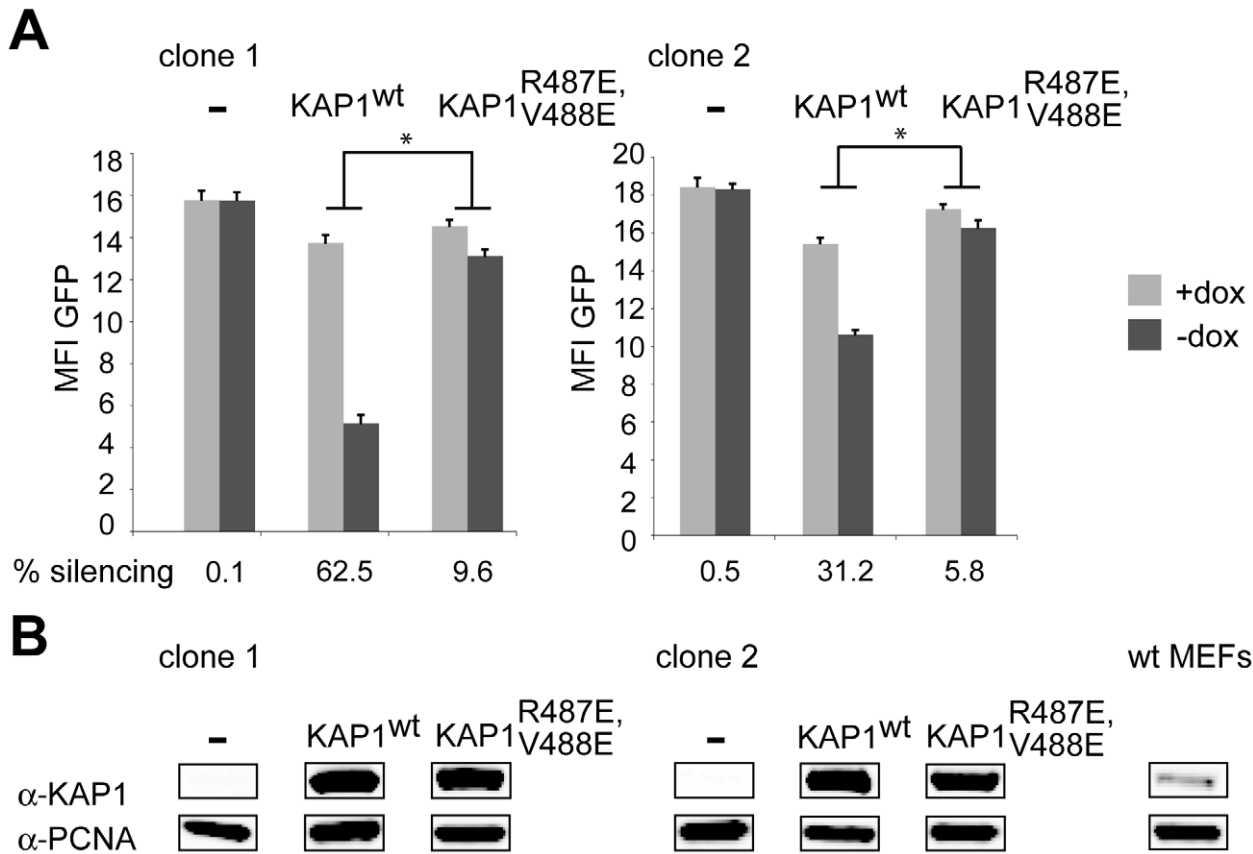 A
clone 1
– KAP1wt KAP1R487E, V488E
*
18
16
14
12
10
8
6
4
2
0
MFI GFP
% silencing 0.1 62.5 9.6
clone 2
– KAP1wt KAP1R487E, V488E
*
20
18
16
14
12
10
8
6
4
2
0
MFI GFP
0.5 31.2 5.8
+dox
-dox
B
clone 1 clone 2 wt MEFs
– KAP1wt KAP1R487E, V488E – KAP1wt KAP1R487E, V488E
α-KAP1
α-PCNA